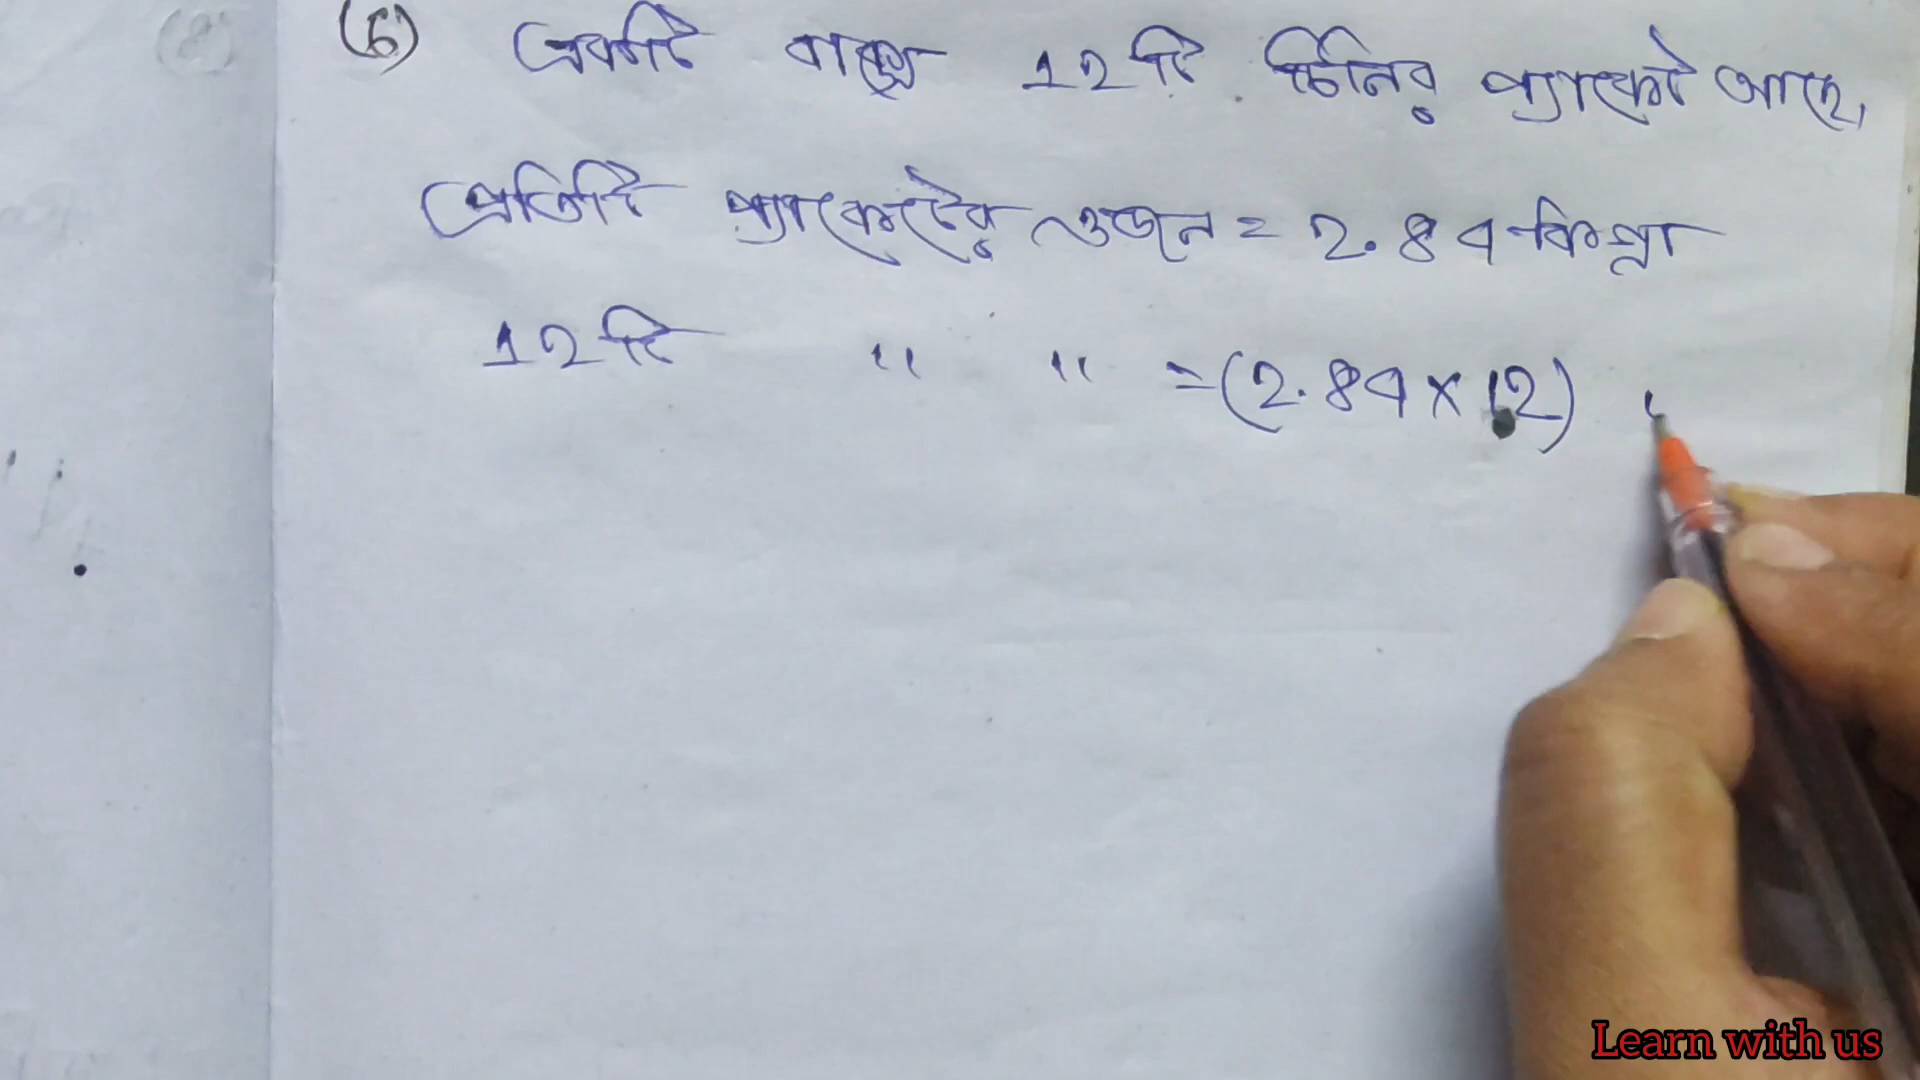 (6) একটি বাক্সে 12টি চিনির প্যাকেট আছে,
প্রতিটি প্যাকেটের ওজন = 2.84 কিগ্রা
12টি " " = (2.84 × 12) "
Learn with us